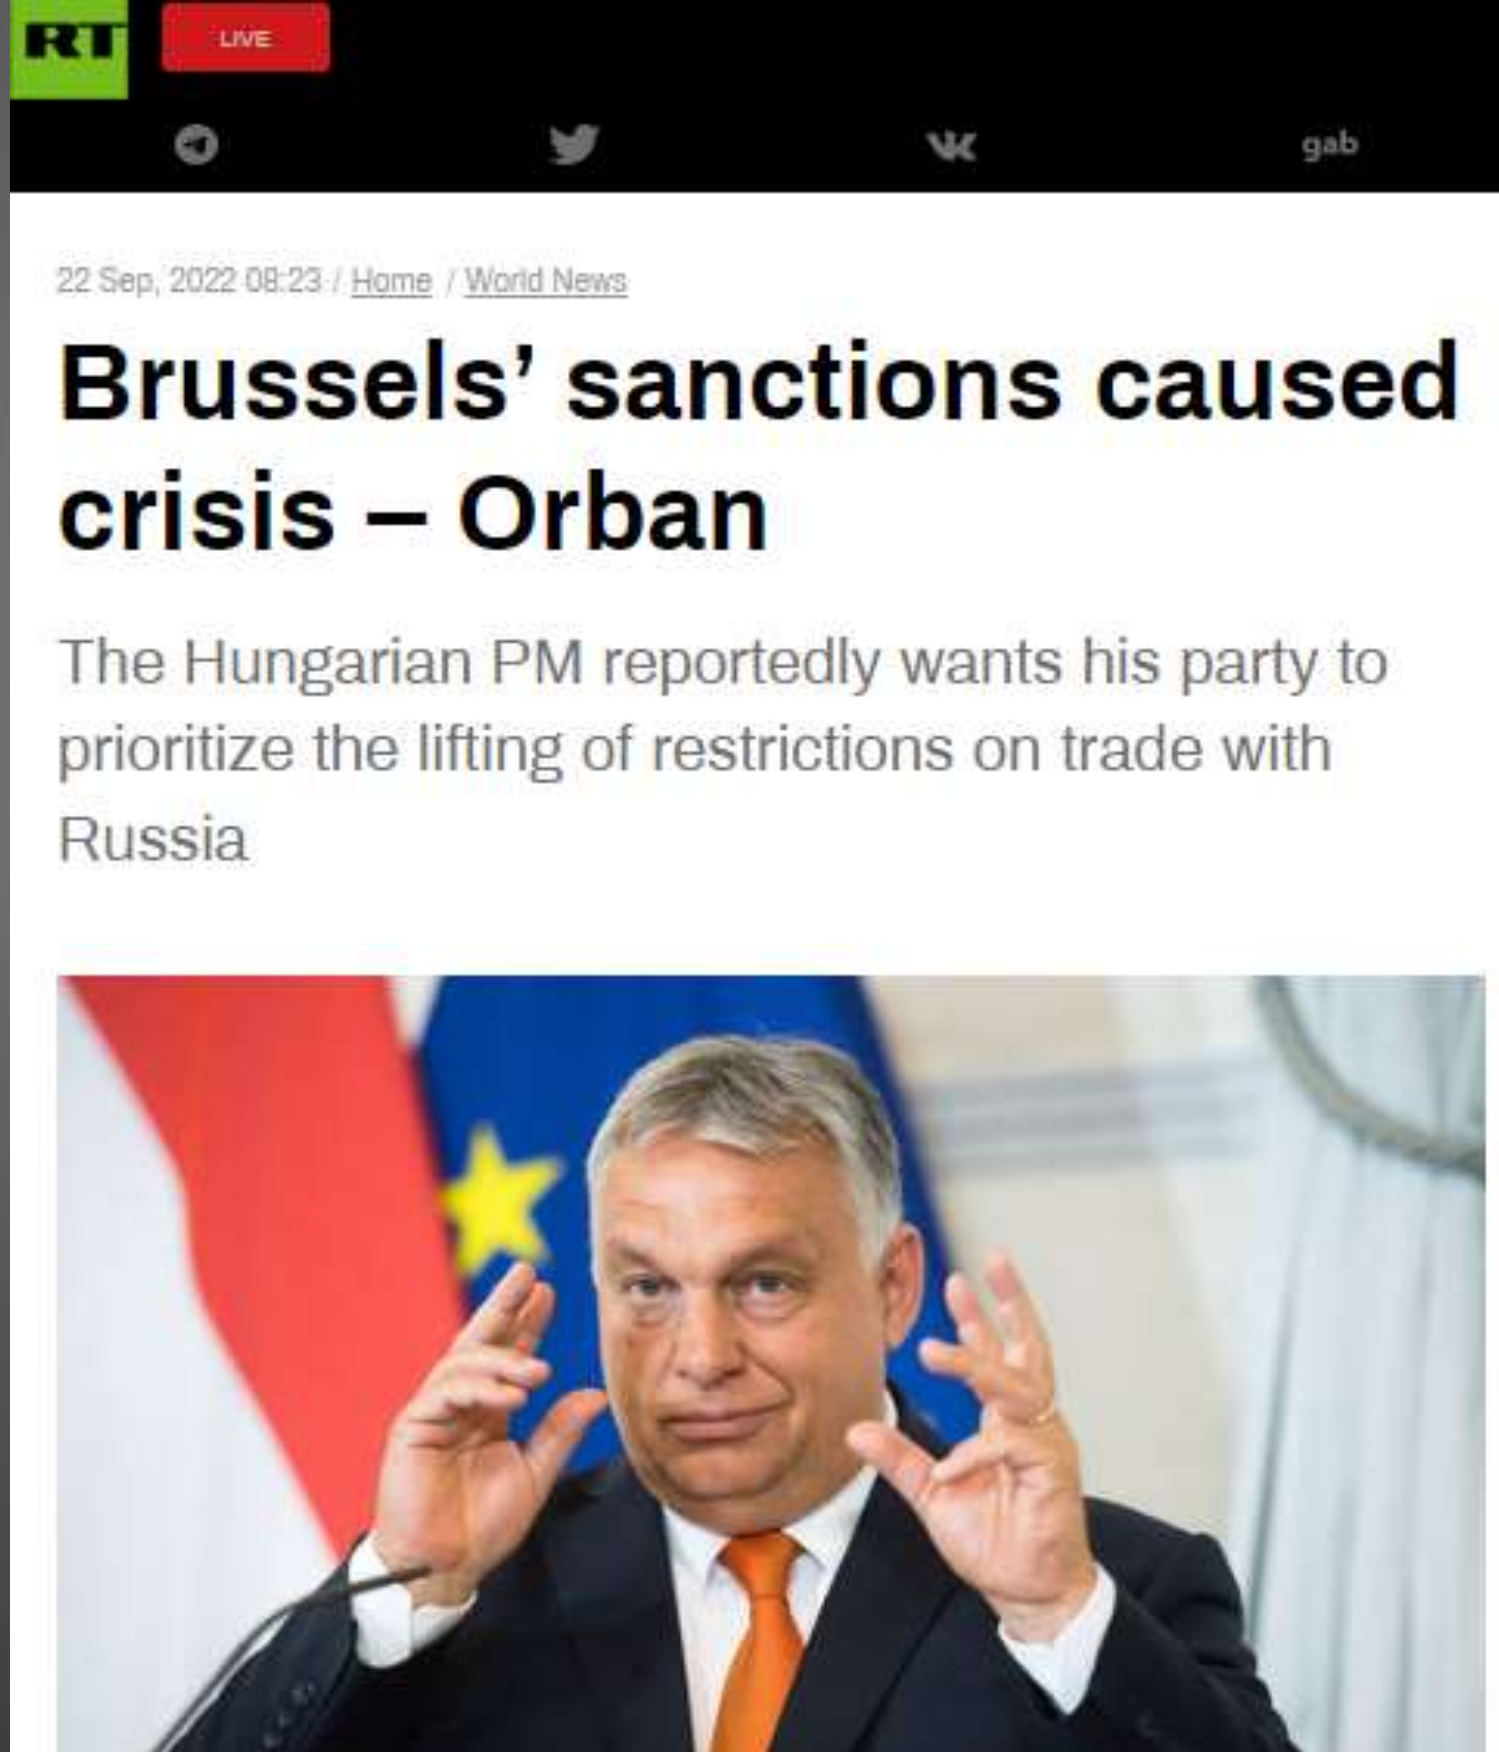 RT
LIVE
gab
22 Sep, 2022 08:23 / Home / World News
Brussels’ sanctions caused
crisis – Orban
The Hungarian PM reportedly wants his party to
prioritize the lifting of restrictions on trade with
Russia